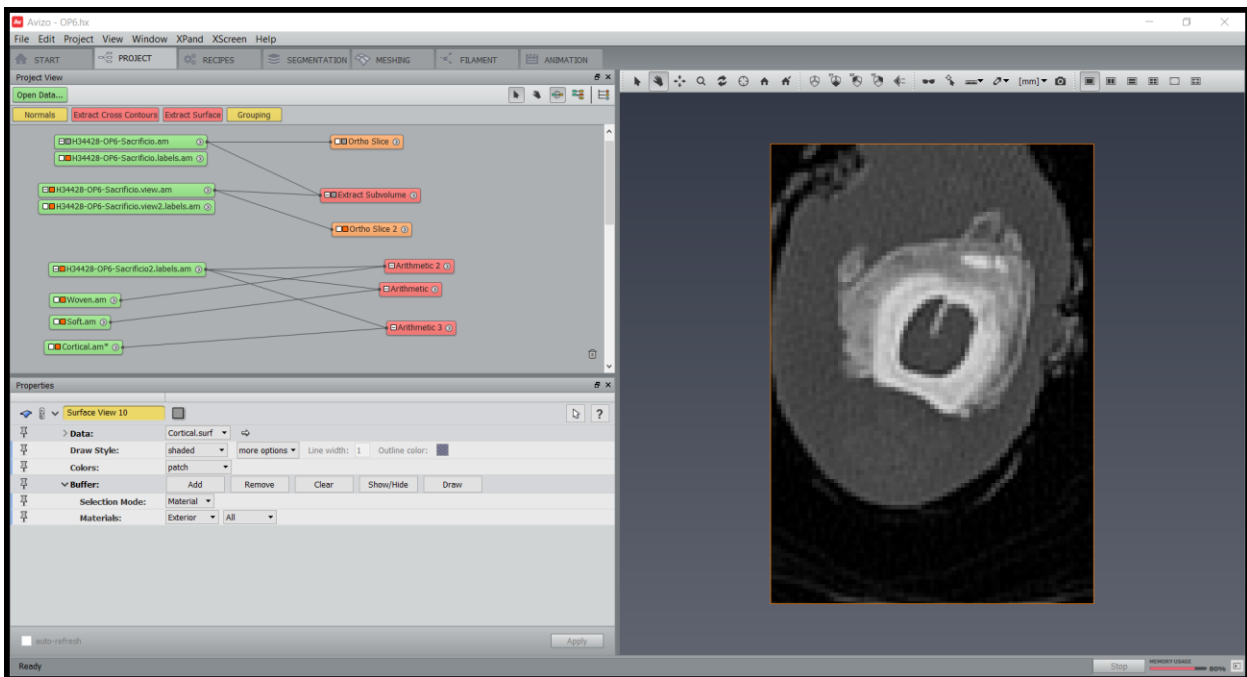 Avizo - OP6.hx
File Edit Project View Window XPand XScreen Help
START PROJECT RECIPES SEGMENTATION MESHING FILAMENT ANIMATION
Project View
Open Data...
[mm]
Normals Extract Cross Contours Extract Surface Grouping
H34428-OP6-Sacrificio.am
Ortho Slice
H34428-OP6-Sacrificio.labels.am
H34428-OP6-Sacrificio.view.am
Extract Subvolume
H34428-OP6-Sacrificio.view2.labels.am
Ortho Slice 2
H34428-OP6-Sacrificio2.labels.am
Arithmetic 2
Arithmetic
Woven.am
Soft.am
Arithmetic 3
Cortical.am*
Properties
Surface View 10
?
Data: Cortical.surf
Draw Style: shaded more options Line width: 1 Outline color:
Colors: patch
Buffer: Add Remove Clear Show/Hide Draw
Selection Mode: Material
Materials: Exterior All
auto-refresh Apply
Ready Stop MEMORY USAGE 80%